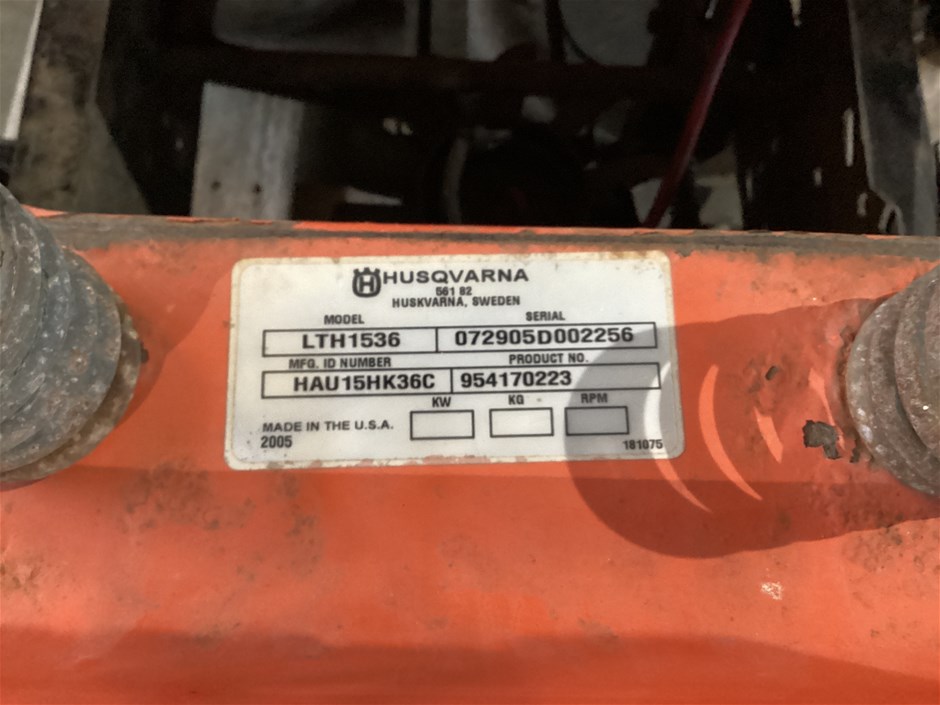 HUSQVARNA
561 82
HUSKVARNA, SWEDEN
MODEL SERIAL
LTH1536 072905D002256
MFG. ID NUMBER PRODUCT NO.
HAU15HK36C 954170223
KW KG RPM
MADE IN THE U.S.A.
2005 181075